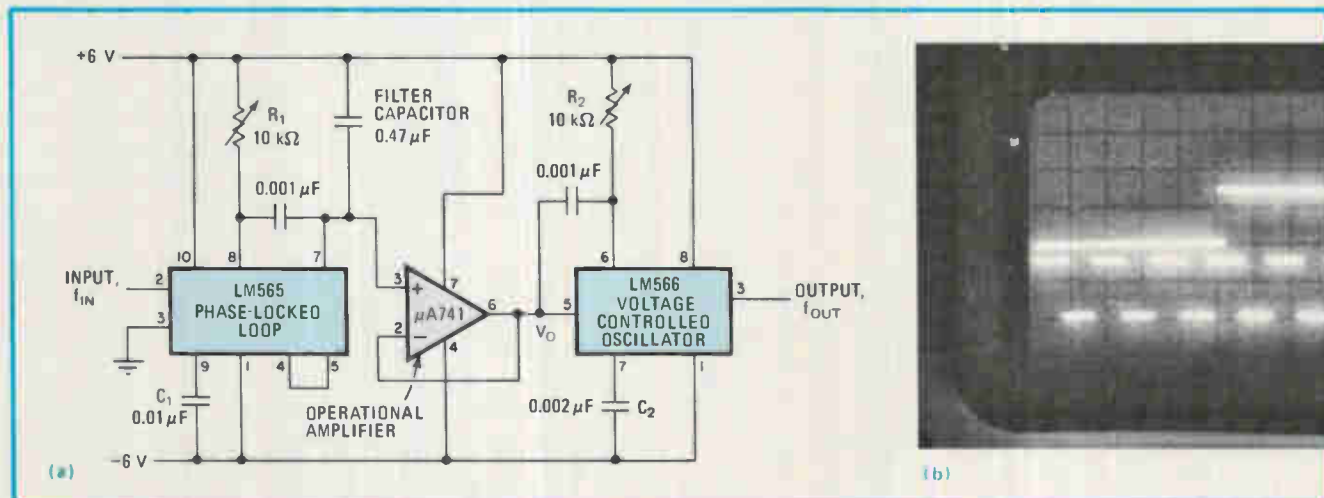 +6 V
R₁
10 kΩ
FILTER
CAPACITOR
0.47 μF
R₂
10 kΩ
0.001 μF
0.001 μF
10
8
7
6
8
INPUT,
fIN
2
LM565
PHASE-LOCKED
LOOP
3
3
+
μA741
7
6
2
−
4
VO
5
LM566
VOLTAGE
CONTROLLED
OSCILLATOR
3
OUTPUT,
fOUT
9
1
4
5
7
1
C₁
0.01 μF
OPERATIONAL
AMPLIFIER
0.002 μF
C₂
−6 V
(a)
(b)